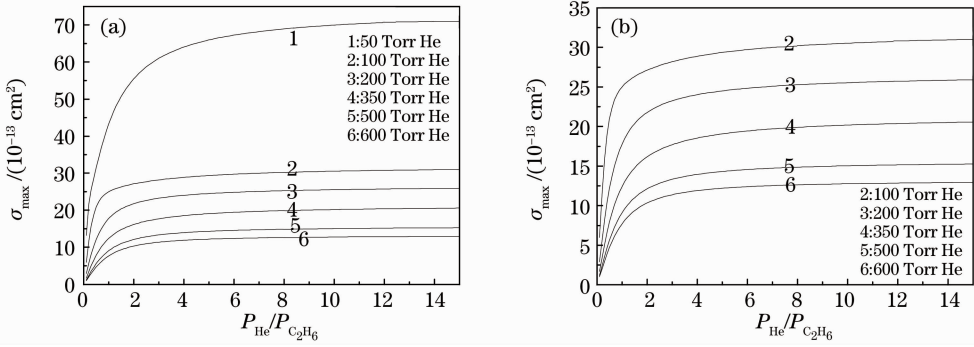 (a)
70
60
50
40
30
20
10
0
σmax /(10⁻¹³ cm²)
1
1:50 Torr He
2:100 Torr He
3:200 Torr He
4:350 Torr He
5:500 Torr He
6:600 Torr He
2
3
4
5
6
0 2 4 6 8 10 12 14
P_He/P_C₂H₆
(b)
35
30
25
20
15
10
5
0
σmax /(10⁻¹³ cm²)
2
3
4
5
6
2:100 Torr He
3:200 Torr He
4:350 Torr He
5:500 Torr He
6:600 Torr He
0 2 4 6 8 10 12 14
P_He/P_C₂H₆